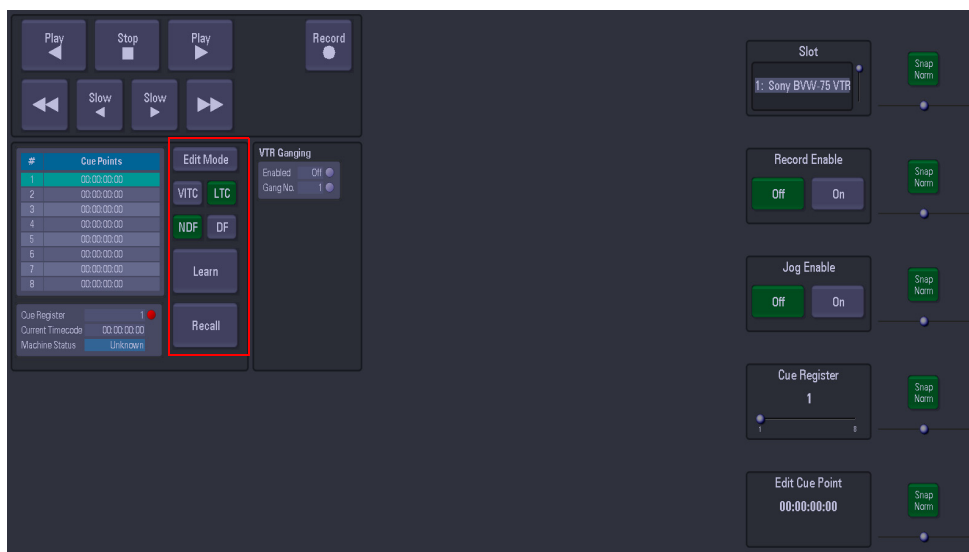 Play
Stop
Play
Record
Slow
Slow
# Cue Points
1 00:00:00:00
2 00:00:00:00
3 00:00:00:00
4 00:00:00:00
5 00:00:00:00
6 00:00:00:00
7 00:00:00:00
8 00:00:00:00
Cue Register 1
Current Timecode 00:00:00:00
Machine Status Unknown
Edit Mode
VITC LTC
NDF DF
Learn
Recall
VTR Ganging
Enabled Off
Gang No. 1
Slot
1: Sony BVW-75 VTR
Snap
Norm
Record Enable
Off On
Snap
Norm
Jog Enable
Off On
Snap
Norm
Cue Register
1
1 8
Snap
Norm
Edit Cue Point
00:00:00:00
Snap
Norm